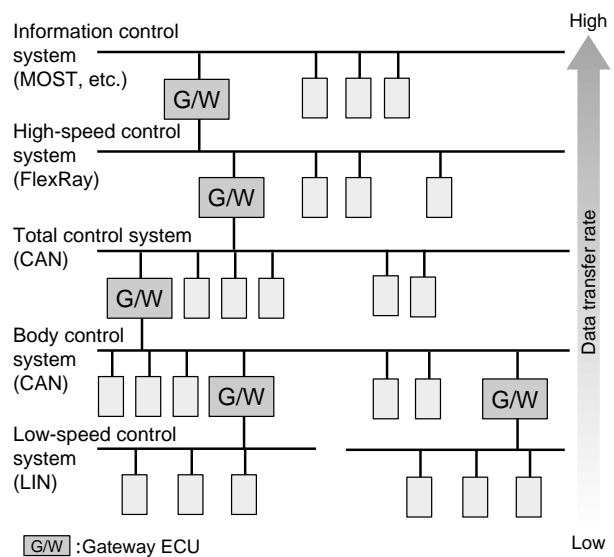 Information control
system
(MOST, etc.)
High
G/W
High-speed control
system
(FlexRay)
G/W
Total control system
(CAN)
G/W
Data transfer rate
Body control
system
(CAN)
G/W
G/W
Low-speed control
system
(LIN)
G/W :Gateway ECU
Low